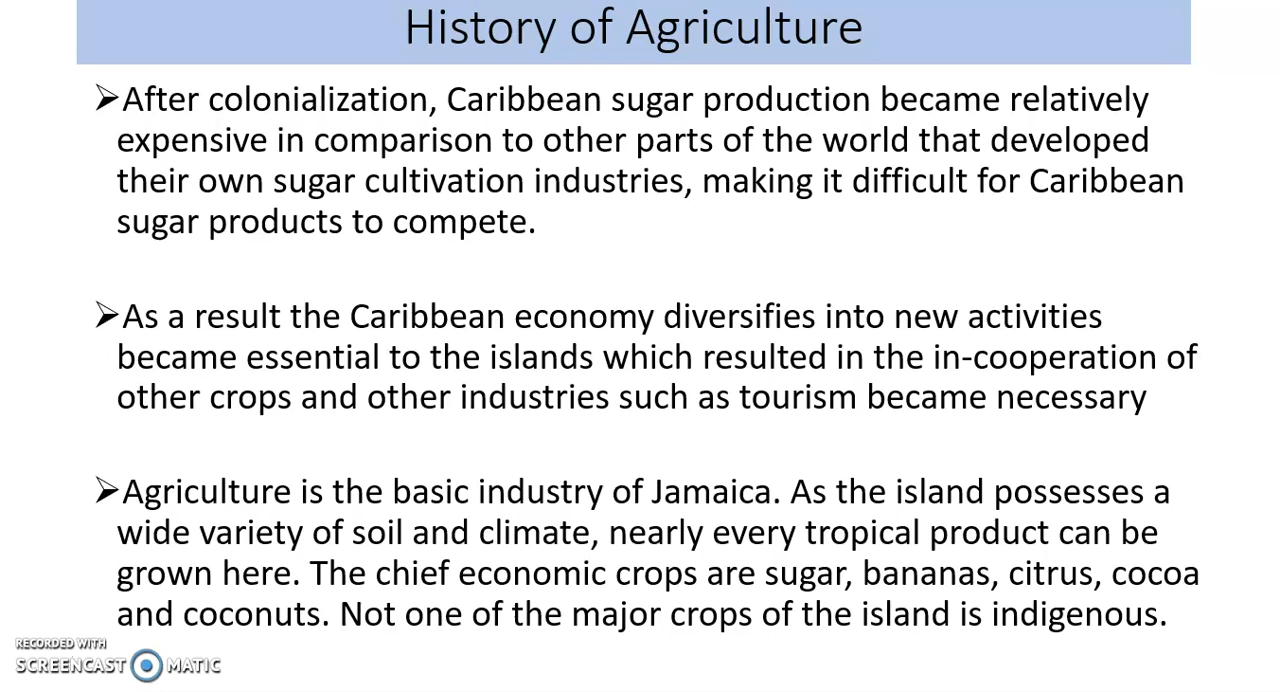 History of Agriculture
➢After colonialization, Caribbean sugar production became relatively
expensive in comparison to other parts of the world that developed
their own sugar cultivation industries, making it difficult for Caribbean
sugar products to compete.
➢As a result the Caribbean economy diversifies into new activities
became essential to the islands which resulted in the in-cooperation of
other crops and other industries such as tourism became necessary
➢Agriculture is the basic industry of Jamaica. As the island possesses a
wide variety of soil and climate, nearly every tropical product can be
grown here. The chief economic crops are sugar, bananas, citrus, cocoa
and coconuts. Not one of the major crops of the island is indigenous.
RECORDED WITH
SCREENCAST MATIC